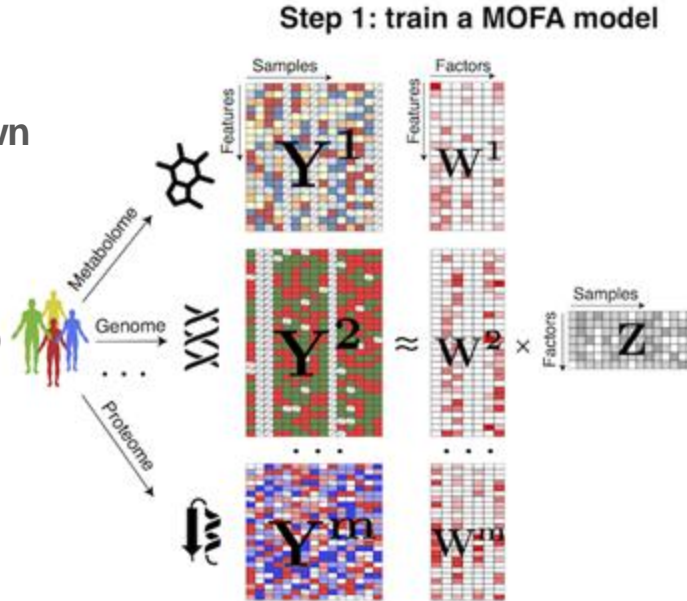 Step 1: train a MOFA model
Samples
Factors
Features
Features
Y¹
W¹
vn
Metabolome
Genome
. . .
Proteome
Y²
≈
W²
×
Samples
Factors
Z
. . .
. . .
Yᵐ
Wᵐ